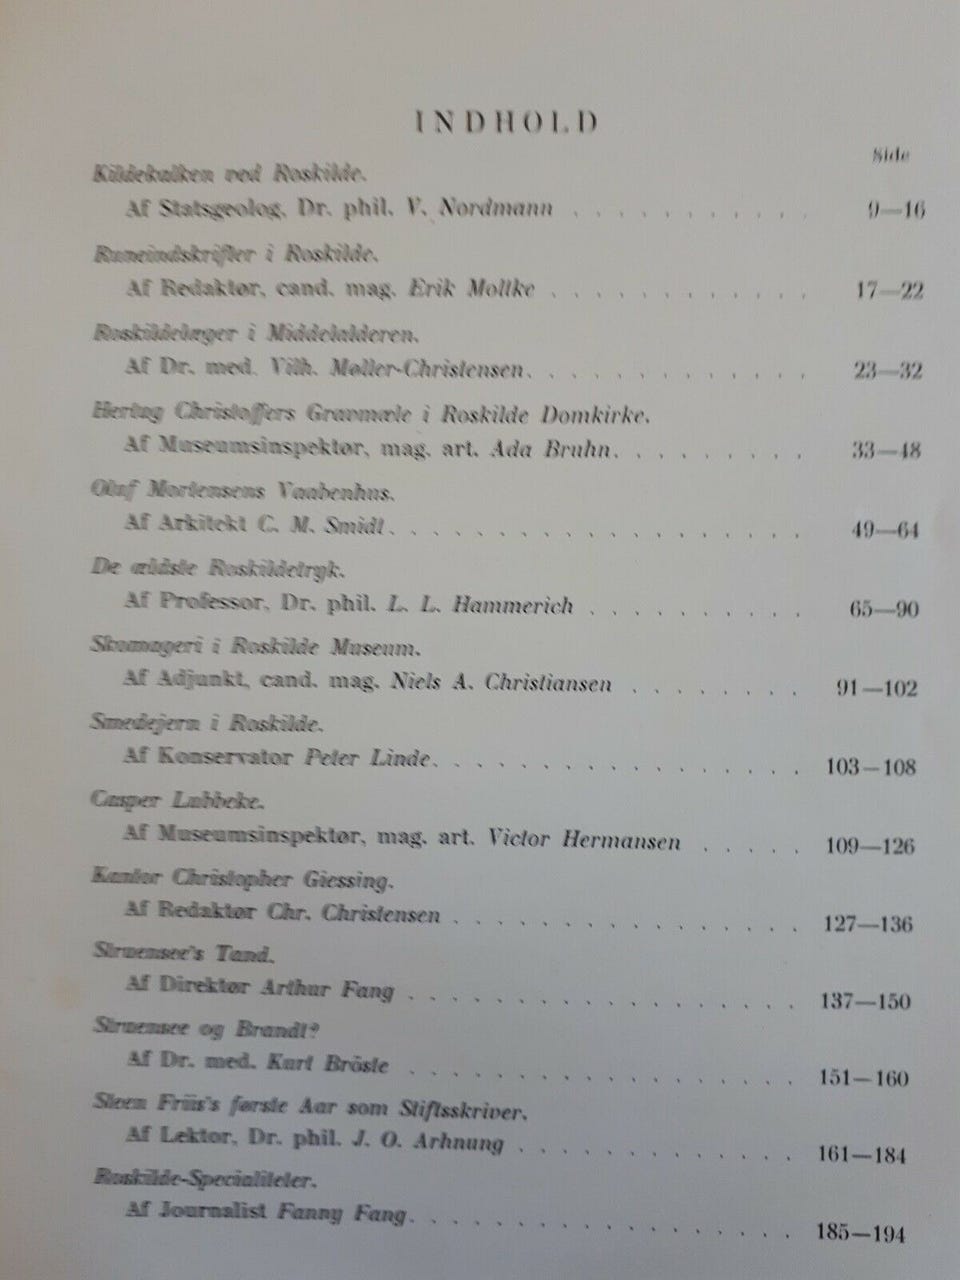 INDHOLD
Side
Kildekalken ved Roskilde.
Af Statsgeolog, Dr. phil. V. Nordmann . . . . . . . . . . . 9—16
Runeindskrifter i Roskilde.
Af Redaktør, cand. mag. Erik Moltke . . . . . . . . . . . . 17—22
Roskildelæger i Middelalderen.
Af Dr. med. Vilh. Møller-Christensen. . . . . . . . . . . . . 23—32
Hertug Christoffers Gravmæle i Roskilde Domkirke.
Af Museumsinspektør, mag. art. Ada Bruhn. . . . . . . . . 33—48
Oluf Mortensens Vaabenhus.
Af Arkitekt C. M. Smidt. . . . . . . . . . . . . . . . . . . 49—64
De ældste Roskildetryk.
Af Professor, Dr. phil. L. L. Hammerich . . . . . . . . . . 65—90
Skomageri i Roskilde Museum.
Af Adjunkt, cand. mag. Niels A. Christiansen . . . . . . . . 91—102
Smedejern i Roskilde.
Af Konservator Peter Linde. . . . . . . . . . . . . . . . . 103—108
Casper Lubbeke.
Af Museumsinspektør, mag. art. Victor Hermansen . . . . . 109—126
Kantor Christopher Giessing.
Af Redaktør Chr. Christensen . . . . . . . . . . . . . . . . 127—136
Struensee's Tand.
Af Direktør Arthur Fang . . . . . . . . . . . . . . . . . . 137—150
Struensee og Brandt?
Af Dr. med. Kurt Bröste . . . . . . . . . . . . . . . . . . 151—160
Steen Friis's første Aar som Stiftsskriver.
Af Lektor, Dr. phil. J. O. Arhnung . . . . . . . . . . . . . 161—184
Roskilde-Specialiteter.
Af Journalist Fanny Fang. . . . . . . . . . . . . . . . . . 185—194